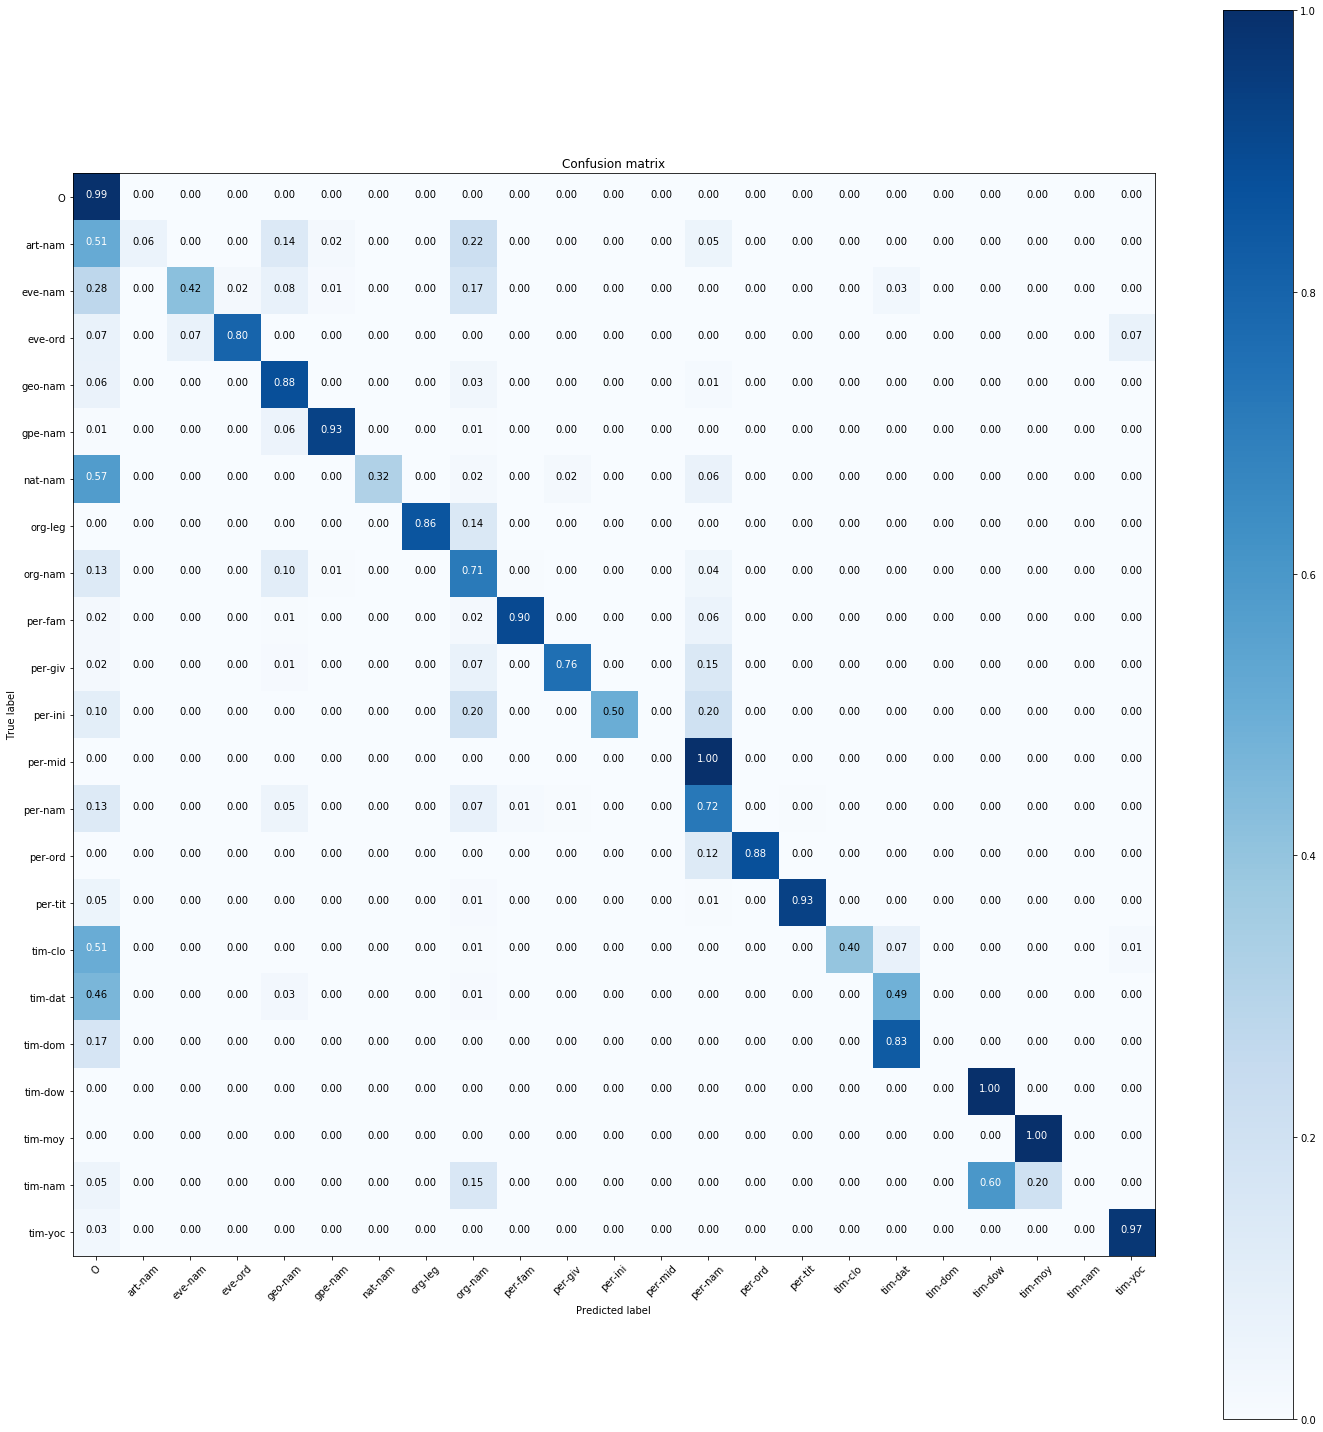 Confusion matrix
O 0.99 0.00 0.00 0.00 0.00 0.00 0.00 0.00 0.00 0.00 0.00 0.00 0.00 0.00 0.00 0.00 0.00 0.00 0.00 0.00 0.00 0.00 0.00
art-nam 0.51 0.06 0.00 0.00 0.14 0.02 0.00 0.00 0.22 0.00 0.00 0.00 0.00 0.05 0.00 0.00 0.00 0.00 0.00 0.00 0.00 0.00 0.00
eve-nam 0.28 0.00 0.42 0.02 0.08 0.01 0.00 0.00 0.17 0.00 0.00 0.00 0.00 0.00 0.00 0.00 0.00 0.03 0.00 0.00 0.00 0.00 0.00
eve-ord 0.07 0.00 0.07 0.80 0.00 0.00 0.00 0.00 0.00 0.00 0.00 0.00 0.00 0.00 0.00 0.00 0.00 0.00 0.00 0.00 0.00 0.00 0.07
geo-nam 0.06 0.00 0.00 0.00 0.88 0.00 0.00 0.00 0.03 0.00 0.00 0.00 0.00 0.01 0.00 0.00 0.00 0.00 0.00 0.00 0.00 0.00 0.00
gpe-nam 0.01 0.00 0.00 0.00 0.06 0.93 0.00 0.00 0.01 0.00 0.00 0.00 0.00 0.00 0.00 0.00 0.00 0.00 0.00 0.00 0.00 0.00 0.00
nat-nam 0.57 0.00 0.00 0.00 0.00 0.00 0.32 0.00 0.02 0.00 0.02 0.00 0.00 0.06 0.00 0.00 0.00 0.00 0.00 0.00 0.00 0.00 0.00
org-leg 0.00 0.00 0.00 0.00 0.00 0.00 0.00 0.86 0.14 0.00 0.00 0.00 0.00 0.00 0.00 0.00 0.00 0.00 0.00 0.00 0.00 0.00 0.00
org-nam 0.13 0.00 0.00 0.00 0.10 0.01 0.00 0.00 0.71 0.00 0.00 0.00 0.00 0.04 0.00 0.00 0.00 0.00 0.00 0.00 0.00 0.00 0.00
per-fam 0.02 0.00 0.00 0.00 0.01 0.00 0.00 0.00 0.02 0.90 0.00 0.00 0.00 0.06 0.00 0.00 0.00 0.00 0.00 0.00 0.00 0.00 0.00
per-giv 0.02 0.00 0.00 0.00 0.01 0.00 0.00 0.00 0.07 0.00 0.76 0.00 0.00 0.15 0.00 0.00 0.00 0.00 0.00 0.00 0.00 0.00 0.00
per-ini 0.10 0.00 0.00 0.00 0.00 0.00 0.00 0.00 0.20 0.00 0.00 0.50 0.00 0.20 0.00 0.00 0.00 0.00 0.00 0.00 0.00 0.00 0.00
per-mid 0.00 0.00 0.00 0.00 0.00 0.00 0.00 0.00 0.00 0.00 0.00 0.00 0.00 1.00 0.00 0.00 0.00 0.00 0.00 0.00 0.00 0.00 0.00
per-nam 0.13 0.00 0.00 0.00 0.05 0.00 0.00 0.00 0.07 0.01 0.01 0.00 0.00 0.72 0.00 0.00 0.00 0.00 0.00 0.00 0.00 0.00 0.00
per-ord 0.00 0.00 0.00 0.00 0.00 0.00 0.00 0.00 0.00 0.00 0.00 0.00 0.00 0.12 0.88 0.00 0.00 0.00 0.00 0.00 0.00 0.00 0.00
per-tit 0.05 0.00 0.00 0.00 0.00 0.00 0.00 0.00 0.01 0.00 0.00 0.00 0.00 0.01 0.00 0.93 0.00 0.00 0.00 0.00 0.00 0.00 0.00
tim-clo 0.51 0.00 0.00 0.00 0.00 0.00 0.00 0.00 0.01 0.00 0.00 0.00 0.00 0.00 0.00 0.00 0.40 0.07 0.00 0.00 0.00 0.00 0.01
tim-dat 0.46 0.00 0.00 0.00 0.03 0.00 0.00 0.00 0.01 0.00 0.00 0.00 0.00 0.00 0.00 0.00 0.00 0.49 0.00 0.00 0.00 0.00 0.00
tim-dom 0.17 0.00 0.00 0.00 0.00 0.00 0.00 0.00 0.00 0.00 0.00 0.00 0.00 0.00 0.00 0.00 0.00 0.83 0.00 0.00 0.00 0.00 0.00
tim-dow 0.00 0.00 0.00 0.00 0.00 0.00 0.00 0.00 0.00 0.00 0.00 0.00 0.00 0.00 0.00 0.00 0.00 0.00 0.00 1.00 0.00 0.00 0.00
tim-moy 0.00 0.00 0.00 0.00 0.00 0.00 0.00 0.00 0.00 0.00 0.00 0.00 0.00 0.00 0.00 0.00 0.00 0.00 0.00 0.00 1.00 0.00 0.00
tim-nam 0.05 0.00 0.00 0.00 0.00 0.00 0.00 0.00 0.15 0.00 0.00 0.00 0.00 0.00 0.00 0.00 0.00 0.00 0.00 0.60 0.20 0.00 0.00
tim-yoc 0.03 0.00 0.00 0.00 0.00 0.00 0.00 0.00 0.00 0.00 0.00 0.00 0.00 0.00 0.00 0.00 0.00 0.00 0.00 0.00 0.00 0.00 0.97
True label
O art-nam eve-nam eve-ord geo-nam gpe-nam nat-nam org-leg org-nam per-fam per-giv per-ini per-mid per-nam per-ord per-tit tim-clo tim-dat tim-dom tim-dow tim-moy tim-nam tim-yoc
Predicted label
1.0
0.8
0.6
0.4
0.2
0.0